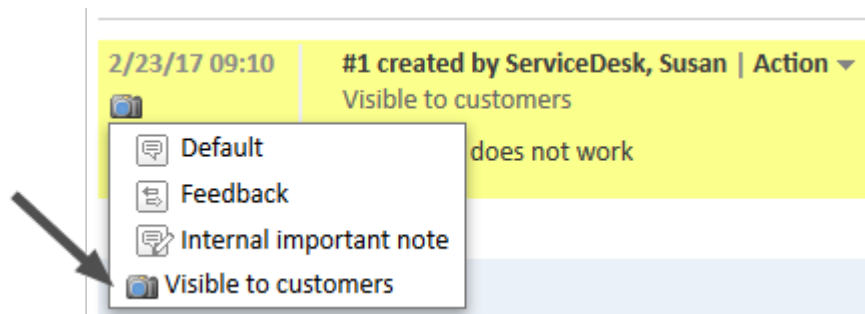 2/23/17 09:10
#1 created by ServiceDesk, Susan | Action
Visible to customers
does not work
Default
Feedback
Internal important note
Visible to customers